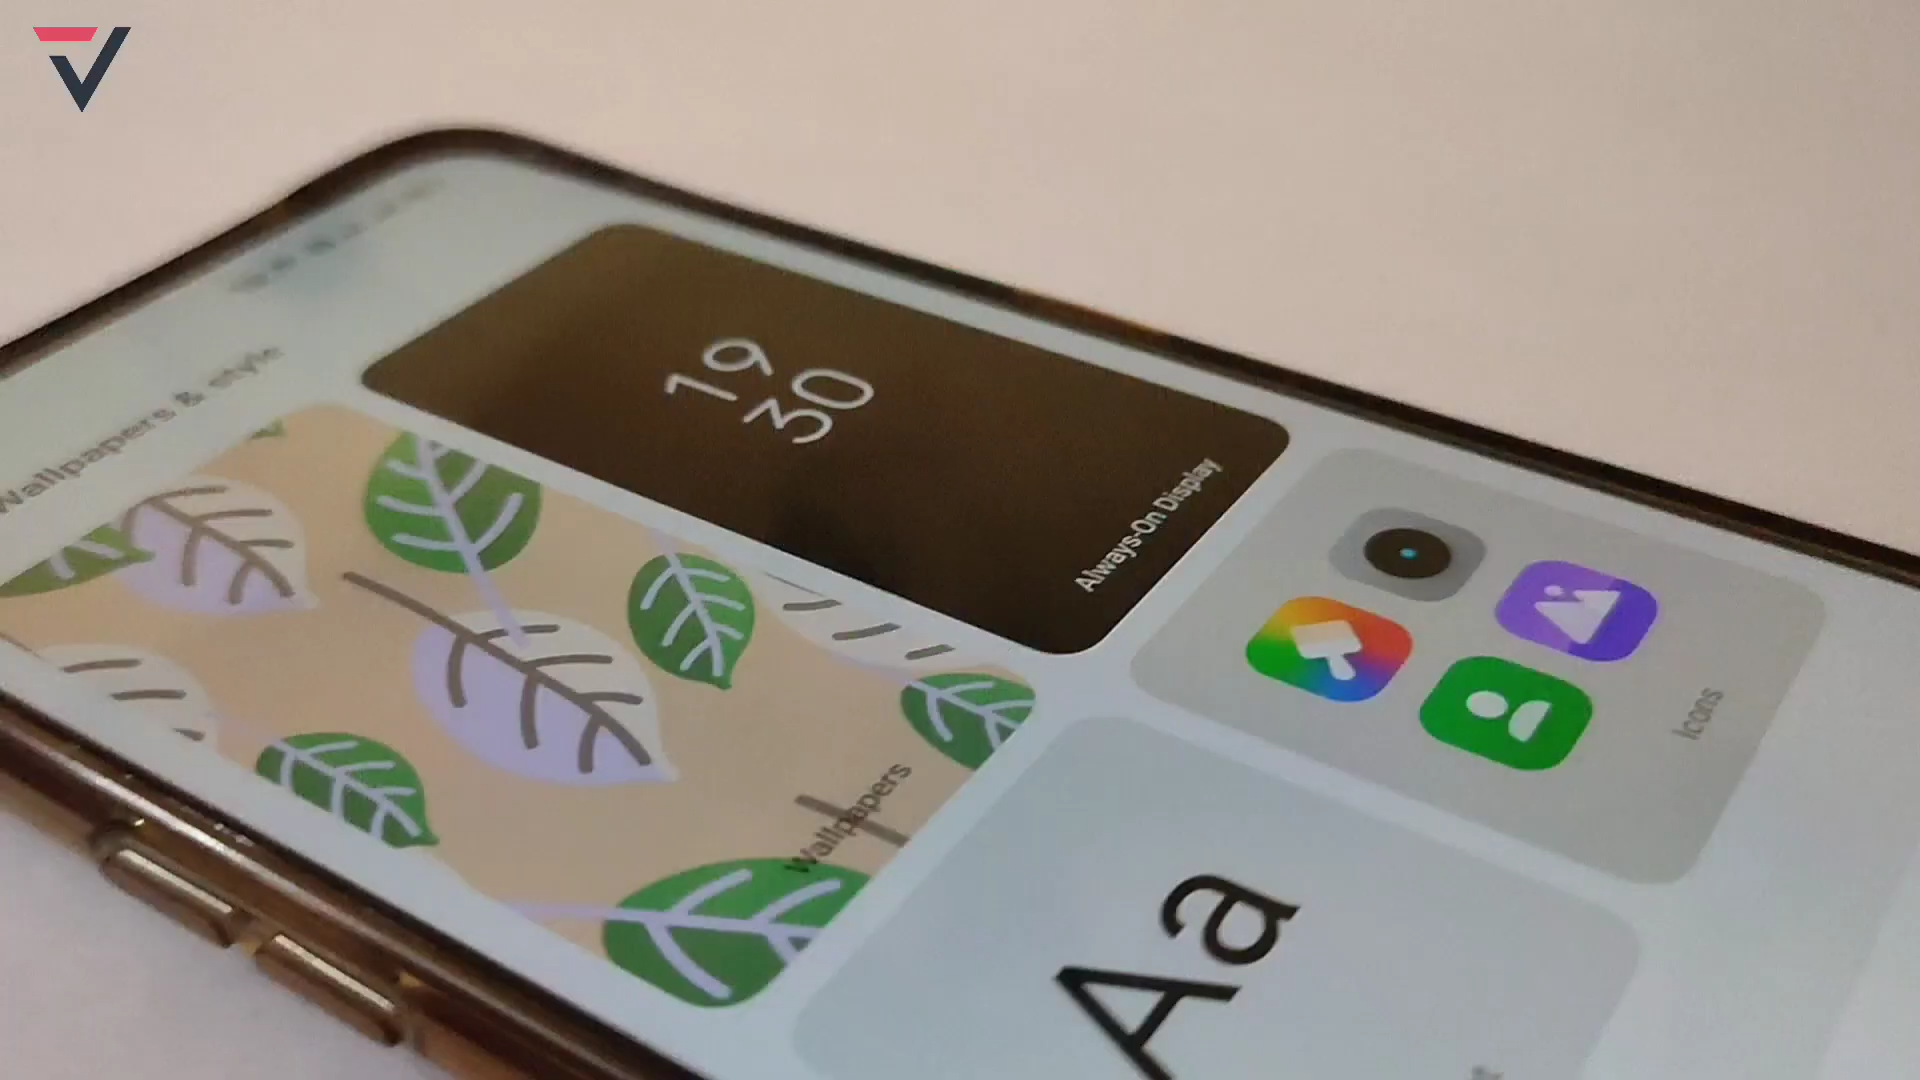 Wallpapers & style
19
30
Always-On Display
Wallpapers
Icons
Aa